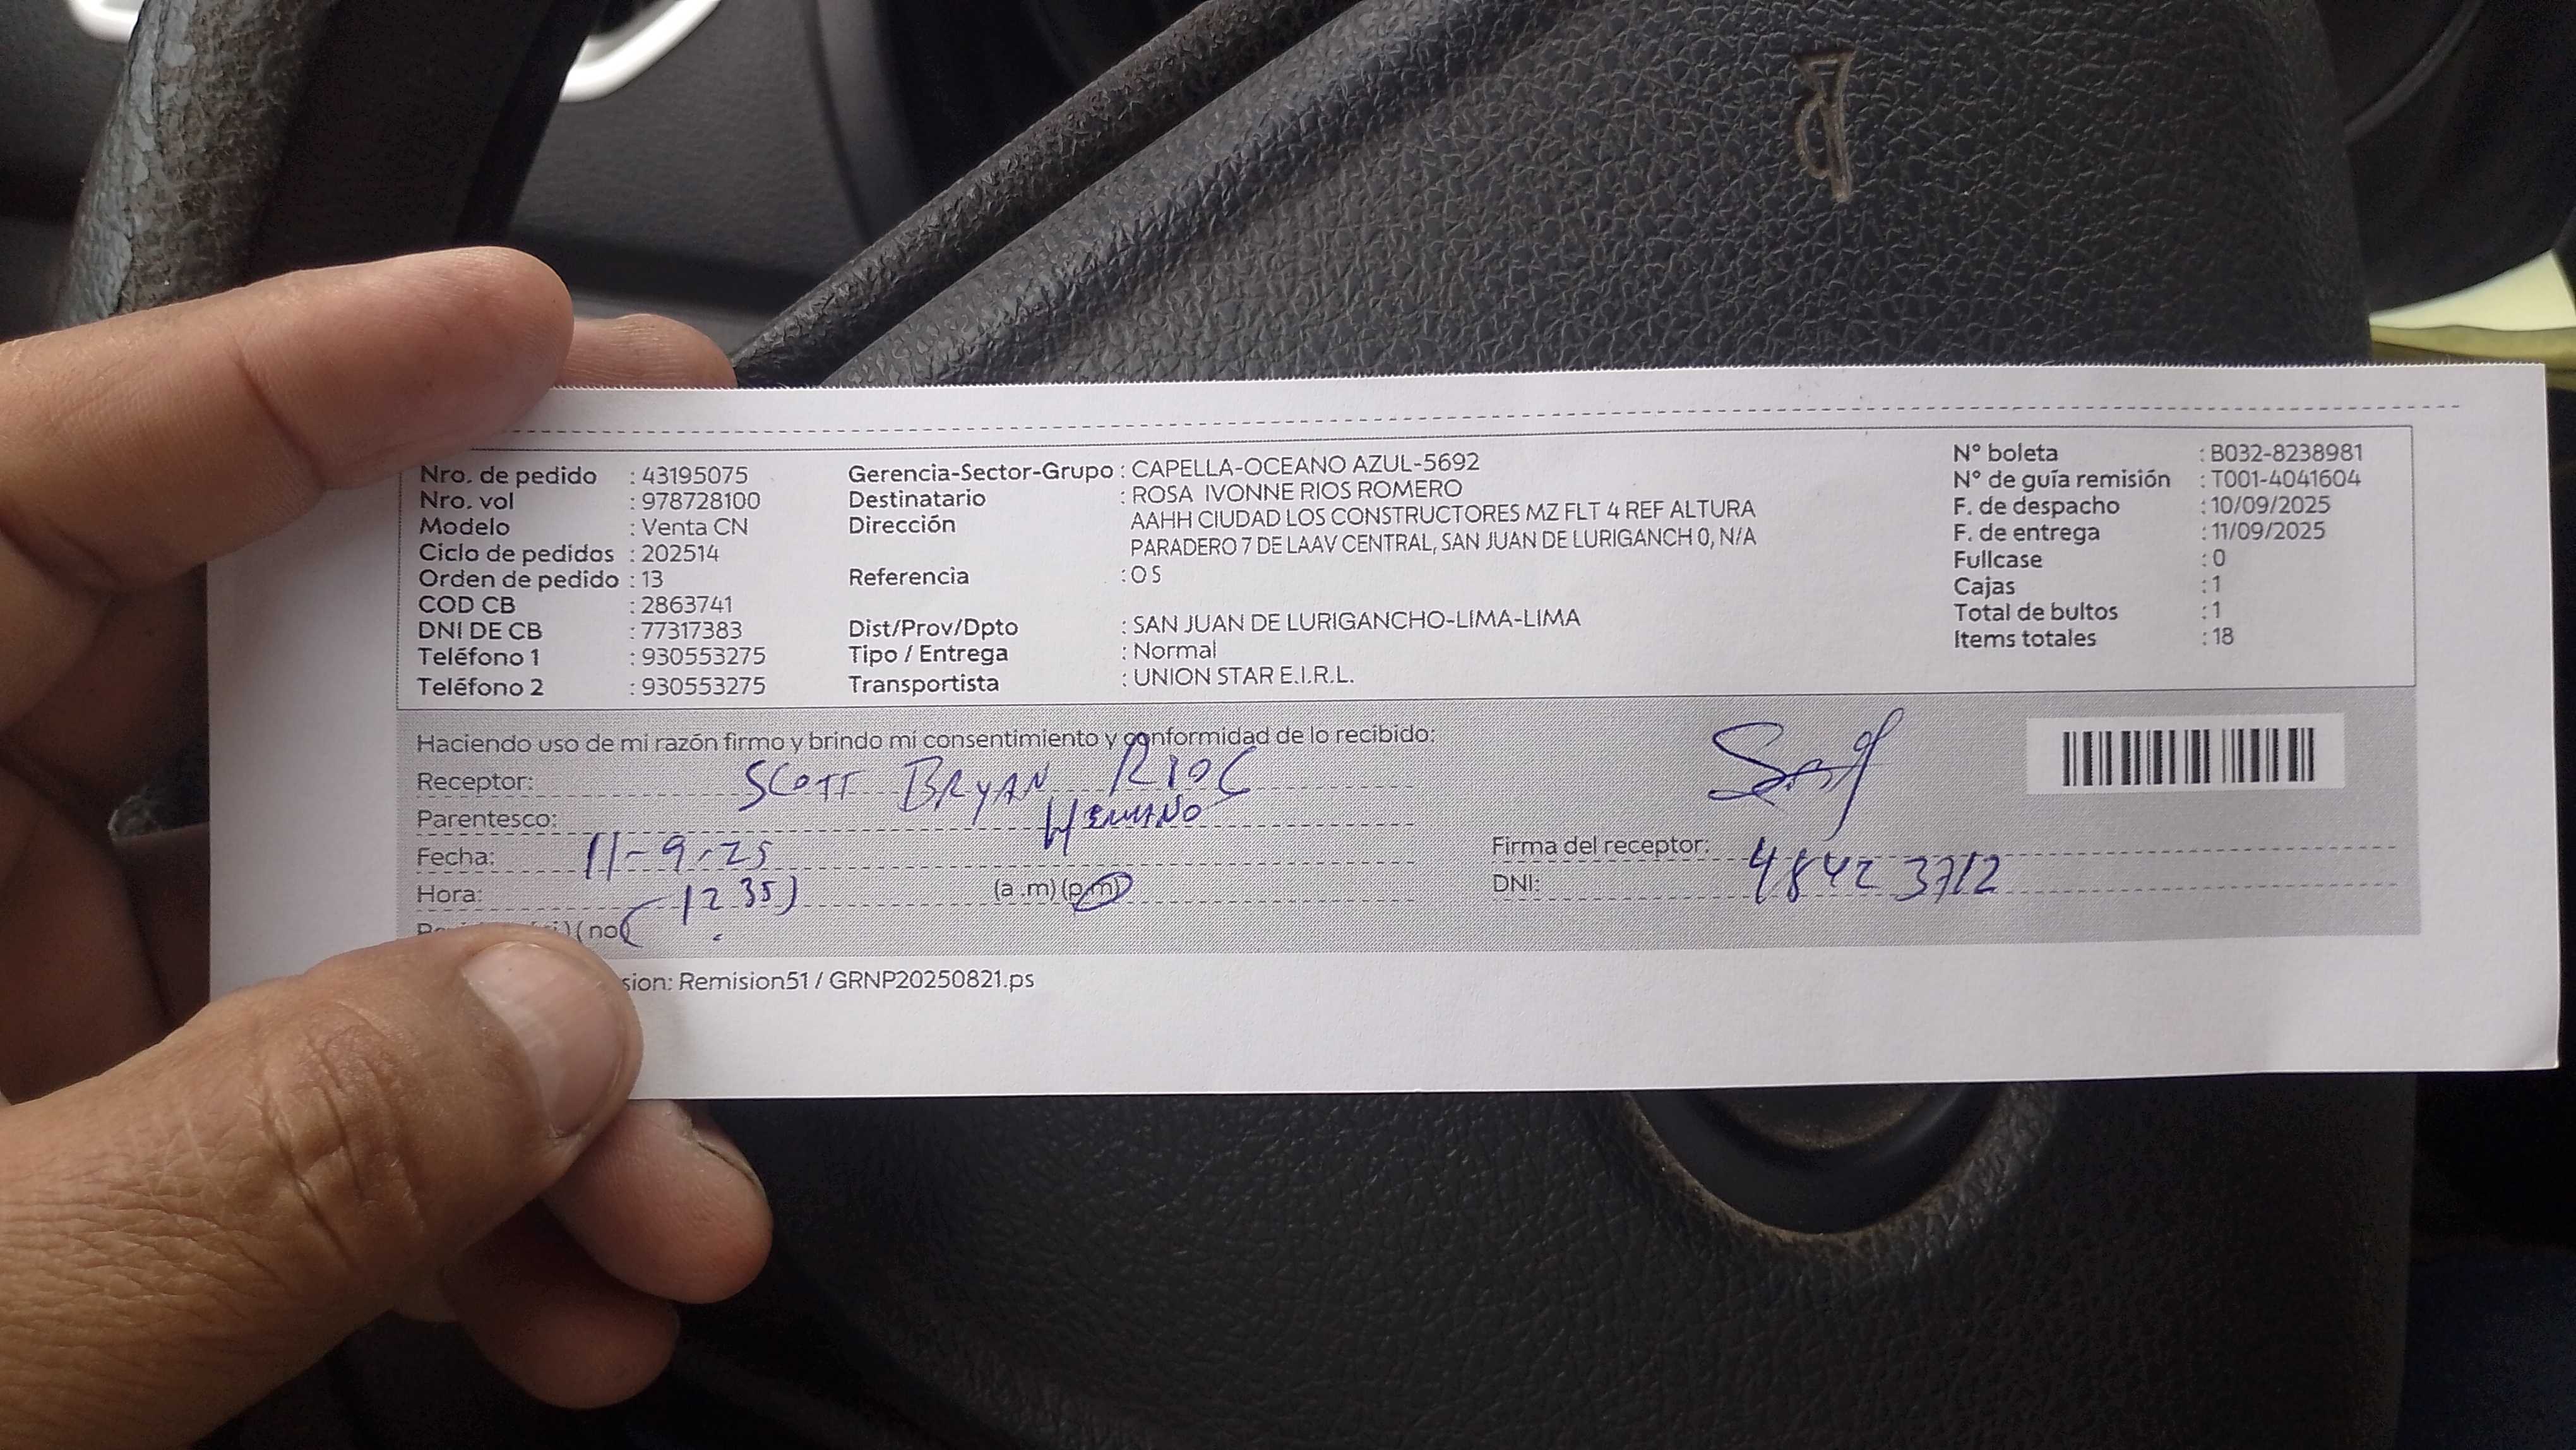 Nro. de pedido : 43195075
Nro. vol : 978728100
Modelo : Venta CN
Ciclo de pedidos : 202514
Orden de pedido : 13
COD CB : 2863741
DNI DE CB : 77317383
Teléfono 1 : 930553275
Teléfono 2 : 930553275
Gerencia-Sector-Grupo : CAPELLA-OCEANO AZUL-5692
Destinatario : ROSA IVONNE RIOS ROMERO
Dirección AAHH CIUDAD LOS CONSTRUCTORES MZ FLT 4 REF ALTURA
PARADERO 7 DE LAAV CENTRAL, SAN JUAN DE LURIGANCH 0, N/A
Referencia : O S
Dist/Prov/Dpto : SAN JUAN DE LURIGANCHO-LIMA-LIMA
Tipo / Entrega : Normal
Transportista : UNION STAR E.I.R.L.
N° boleta : B032-8238981
N° de guía remisión : T001-4041604
F. de despacho : 10/09/2025
F. de entrega : 11/09/2025
Fullcase : 0
Cajas : 1
Total de bultos : 1
Items totales : 18
Haciendo uso de mi razón firmo y brindo mi consentimiento y conformidad de lo recibido:
Receptor: SCOTT BRYAN RIOS
Parentesco: HERMANO
Fecha: 11-9-25
Hora: (12 35) (a.m) (p.m)
) ( no
Firma del receptor:
DNI: 48423712
sion: Remision51 / GRNP20250821.ps